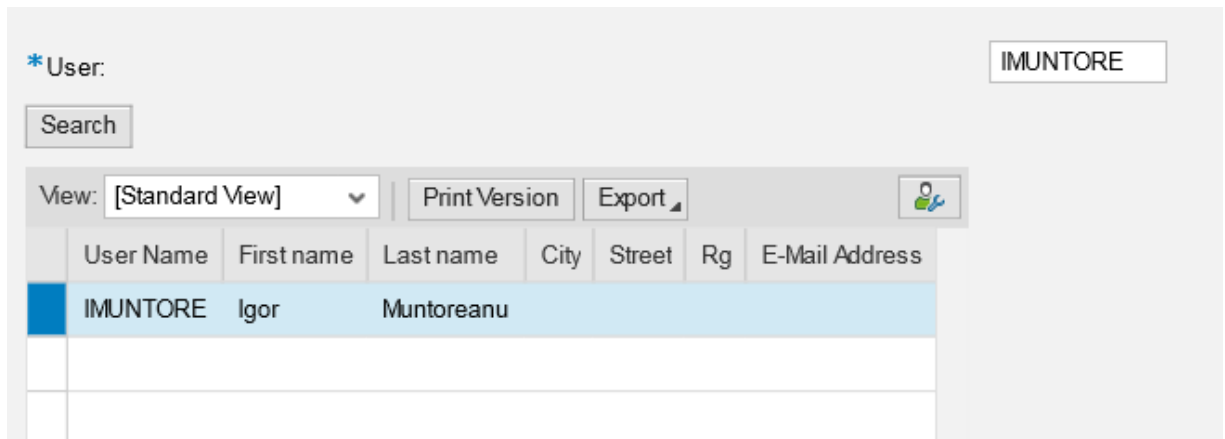 *User: IMUNTORE
Search
View: [Standard View] Print Version Export
User Name First name Last name City Street Rg E-Mail Address
IMUNTORE Igor Muntoreanu